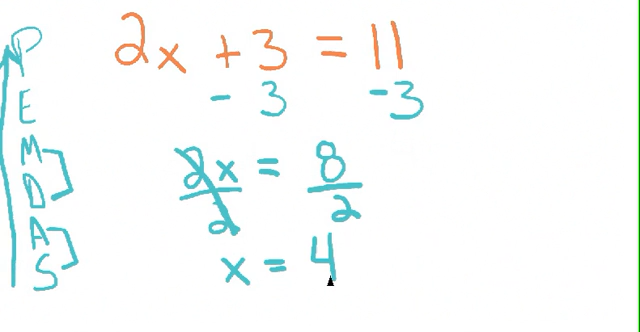 P
E
M
D
A
S
2x + 3 = 11
- 3 -3
2x = 8
2 2
x = 4